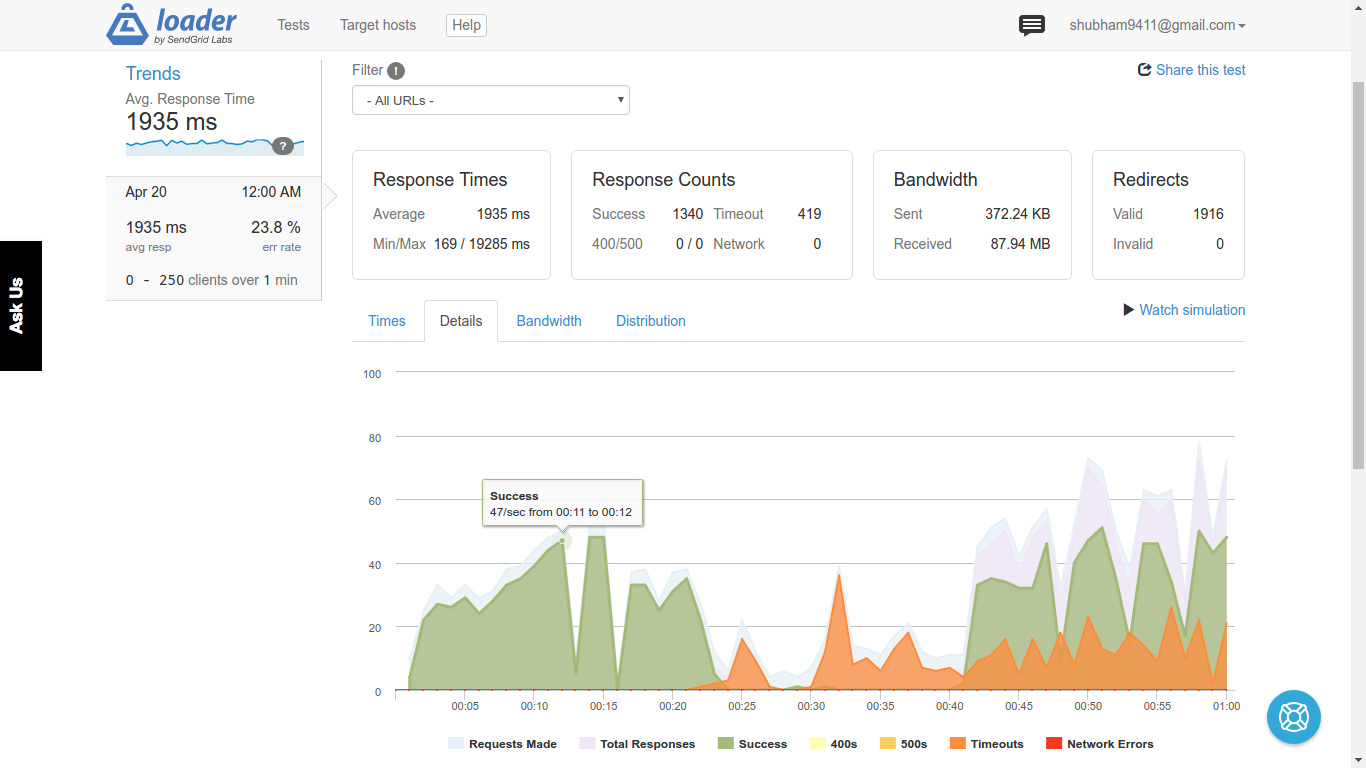 loader
by SendGrid Labs
Tests Target hosts Help
shubham9411@gmail.com
Trends
Avg. Response Time
1935 ms
?
Apr 20 12:00 AM
1935 ms 23.8 %
avg resp err rate
0 - 250 clients over 1 min
Ask Us
Filter !
Share this test
- All URLs -
Response Times
Average 1935 ms
Min/Max 169 / 19285 ms
Response Counts
Success 1340 Timeout 419
400/500 0 / 0 Network 0
Bandwidth
Sent 372.24 KB
Received 87.94 MB
Redirects
Valid 1916
Invalid 0
Times Details Bandwidth Distribution
Watch simulation
100
80
60
40
20
0
Success
47/sec from 00:11 to 00:12
00:05 00:10 00:15 00:20 00:25 00:30 00:35 00:40 00:45 00:50 00:55 01:00
Requests Made Total Responses Success 400s 500s Timeouts Network Errors